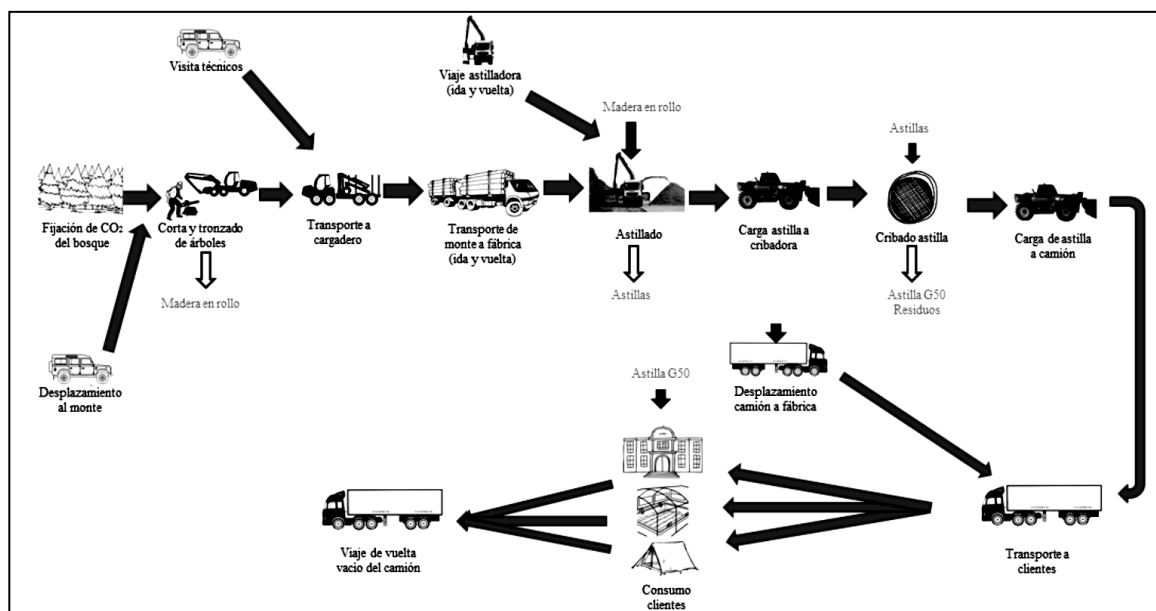 Visita técnicos
Viaje astilladora
(ida y vuelta)
Madera en rollo
Astillas
Fijación de CO₂
del bosque
Corta y tronzado
de árboles
Transporte a
cargadero
Transporte de
monte a fábrica
(ida y vuelta)
Astillado
Carga astilla a
cribadora
Cribado astilla
Carga de astilla
a camión
Madera en rollo
Astillas
Astilla G50
Residuos
Desplazamiento
al monte
Astilla G50
Desplazamiento
camión a fábrica
Viaje de vuelta
vacio del camión
Consumo
clientes
Transporte a
clientes